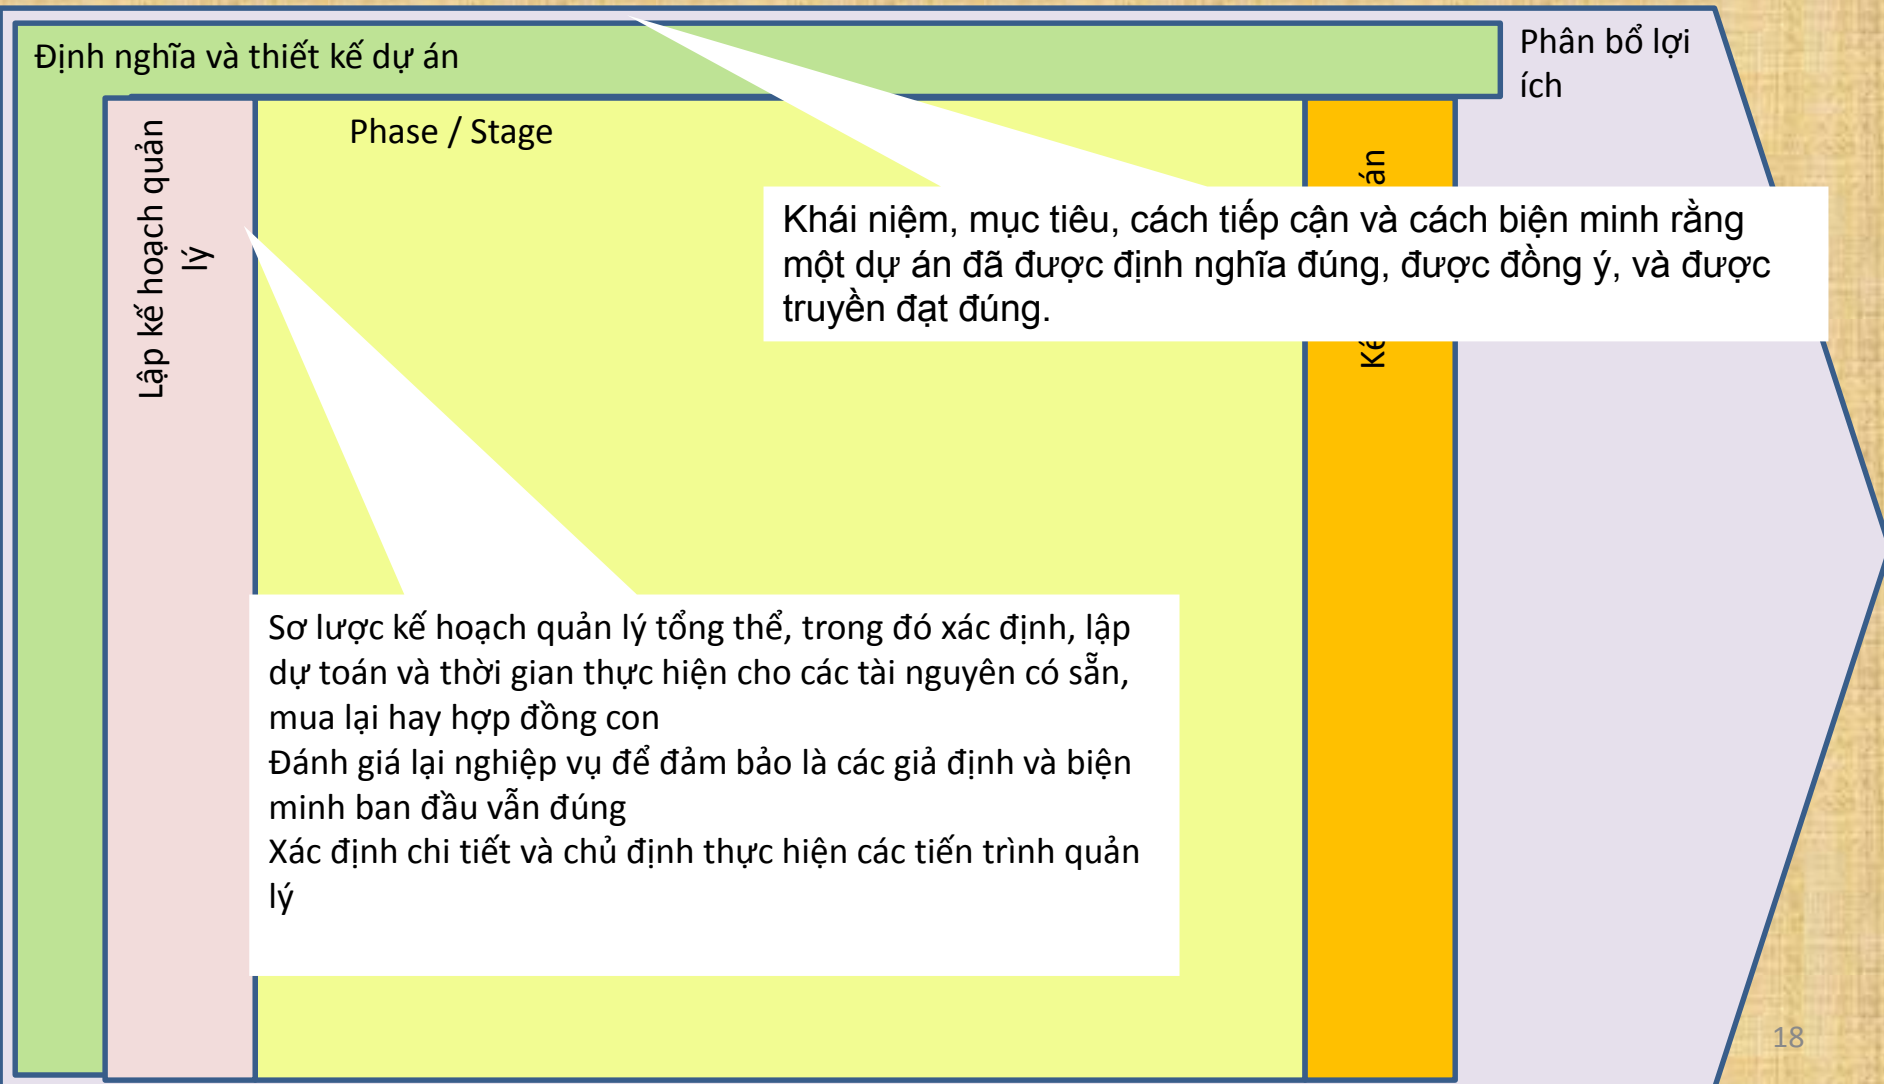 Định nghĩa và thiết kế dự án
Phân bổ lợi
ích
Lập kế hoạch quản
lý
Phase / Stage
án
Khái niệm, mục tiêu, cách tiếp cận và cách biện minh rằng
một dự án đã được định nghĩa đúng, được đồng ý, và được
truyền đạt đúng.
Sơ lược kế hoạch quản lý tổng thể, trong đó xác định, lập
dự toán và thời gian thực hiện cho các tài nguyên có sẵn,
mua lại hay hợp đồng con
Đánh giá lại nghiệp vụ để đảm bảo là các giả định và biện
minh ban đầu vẫn đúng
Xác định chi tiết và chủ định thực hiện các tiến trình quản
lý
18